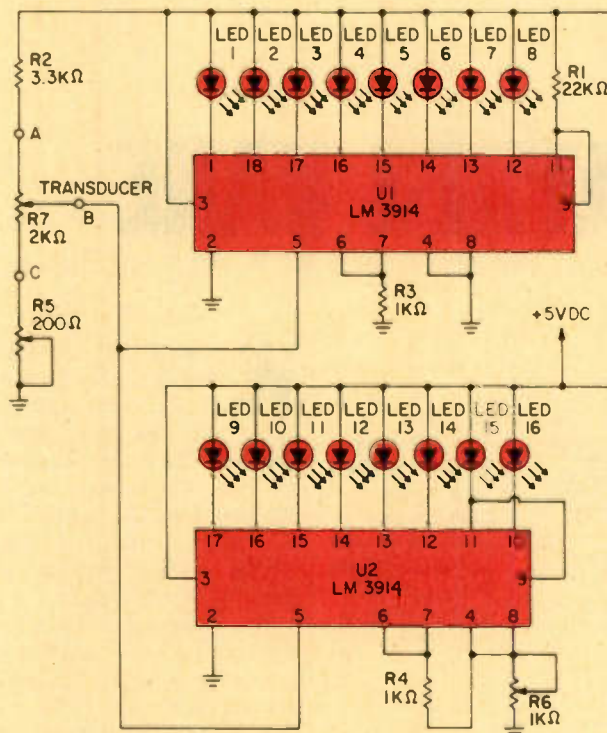 LED 1
LED 2
LED 3
LED 4
LED 5
LED 6
LED 7
LED 8
R2
3.3KΩ
R1
22KΩ
A
1 18 17 16 15 14 13 12 11
3 U1 9
LM 3914
2 5 6 7 4 8
TRANSDUCER
B
R7
2KΩ
C
R5
200Ω
R3
1KΩ
+5VDC
LED 9
LED 10
LED 11
LED 12
LED 13
LED 14
LED 15
LED 16
17 16 15 14 13 12 11 10
3 U2 9
LM 3914
2 5 6 7 4 8
R4
1KΩ
R6
1KΩ